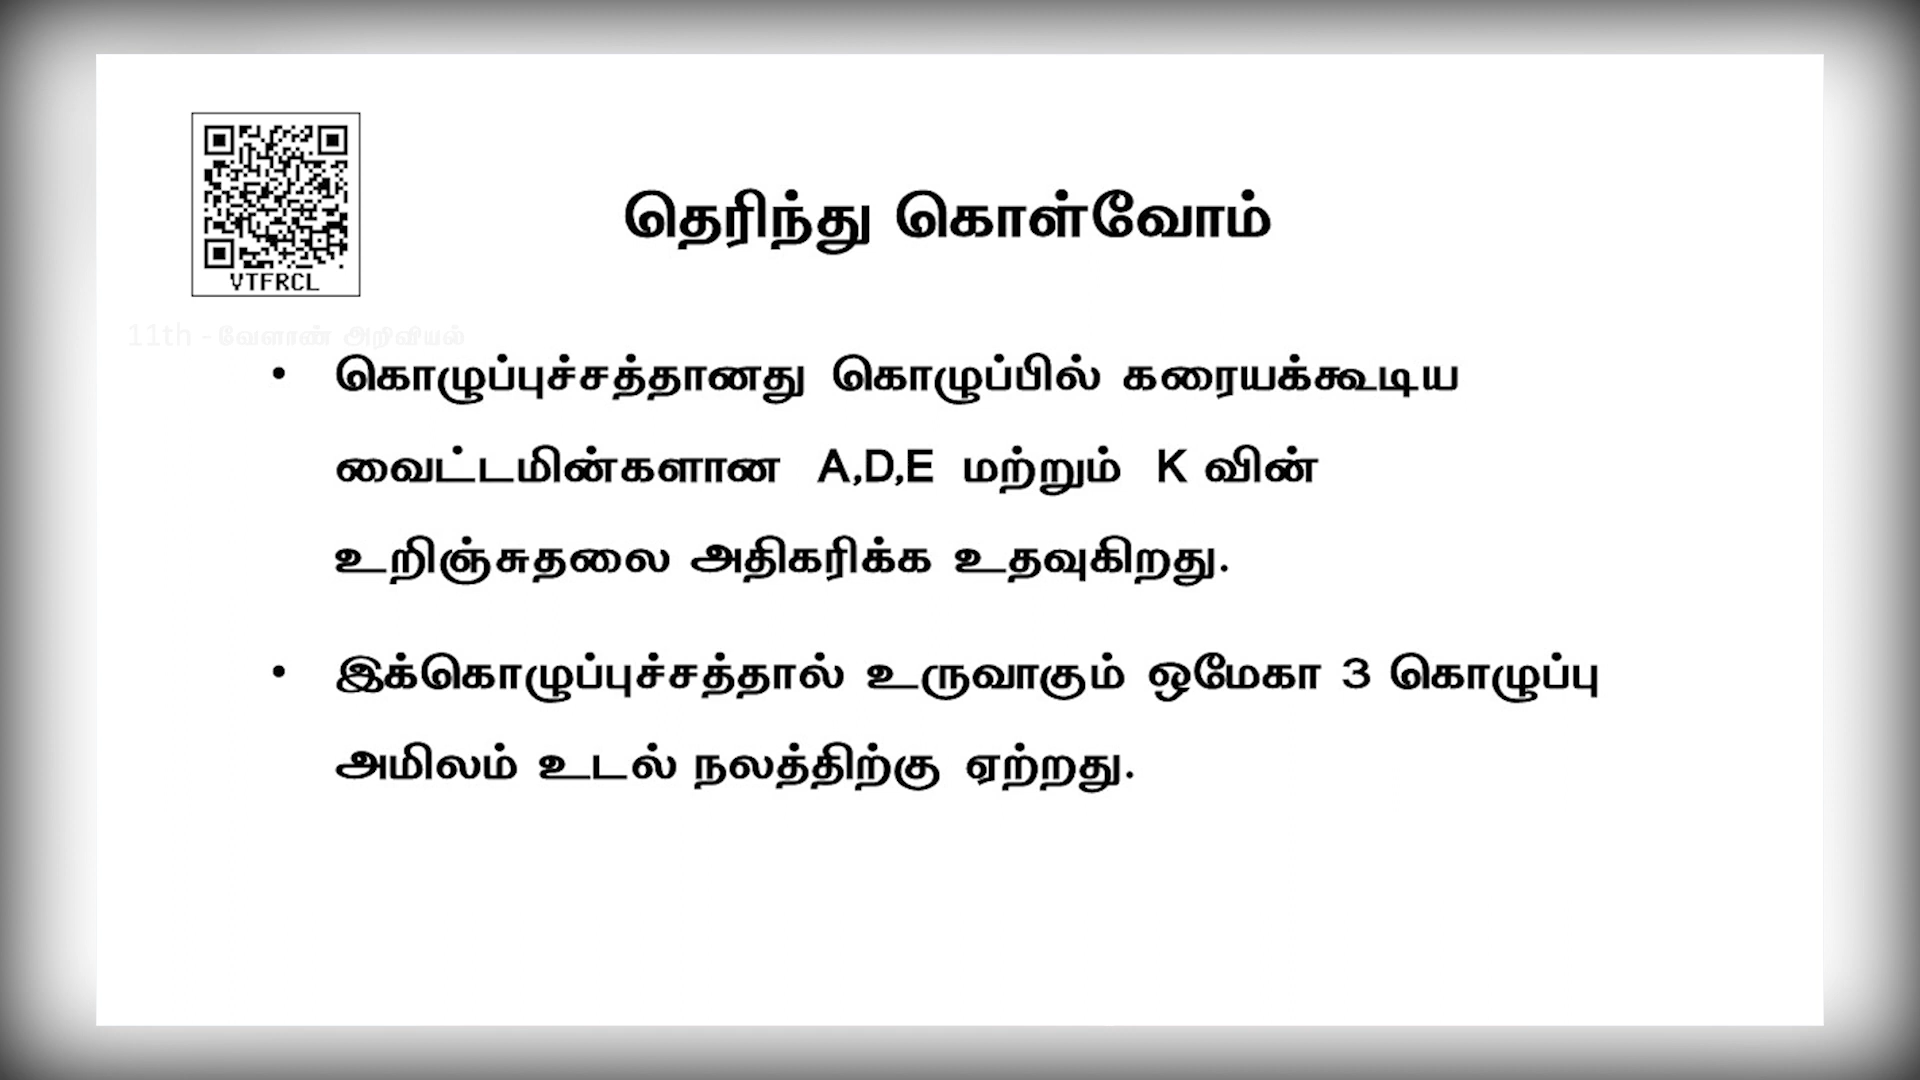 VTFRCL
தெரிந்து கொள்வோம்
11th - வேளாண் அறிவியல்
• கொழுப்புச்சத்தானது கொழுப்பில் கரையக்கூடிய
வைட்டமின்களான A,D,E மற்றும் K வின்
உறிஞ்சுதலை அதிகரிக்க உதவுகிறது.
• இக்கொழுப்புச்சத்தால் உருவாகும் ஒமேகா 3 கொழுப்பு
அமிலம் உடல் நலத்திற்கு ஏற்றது.